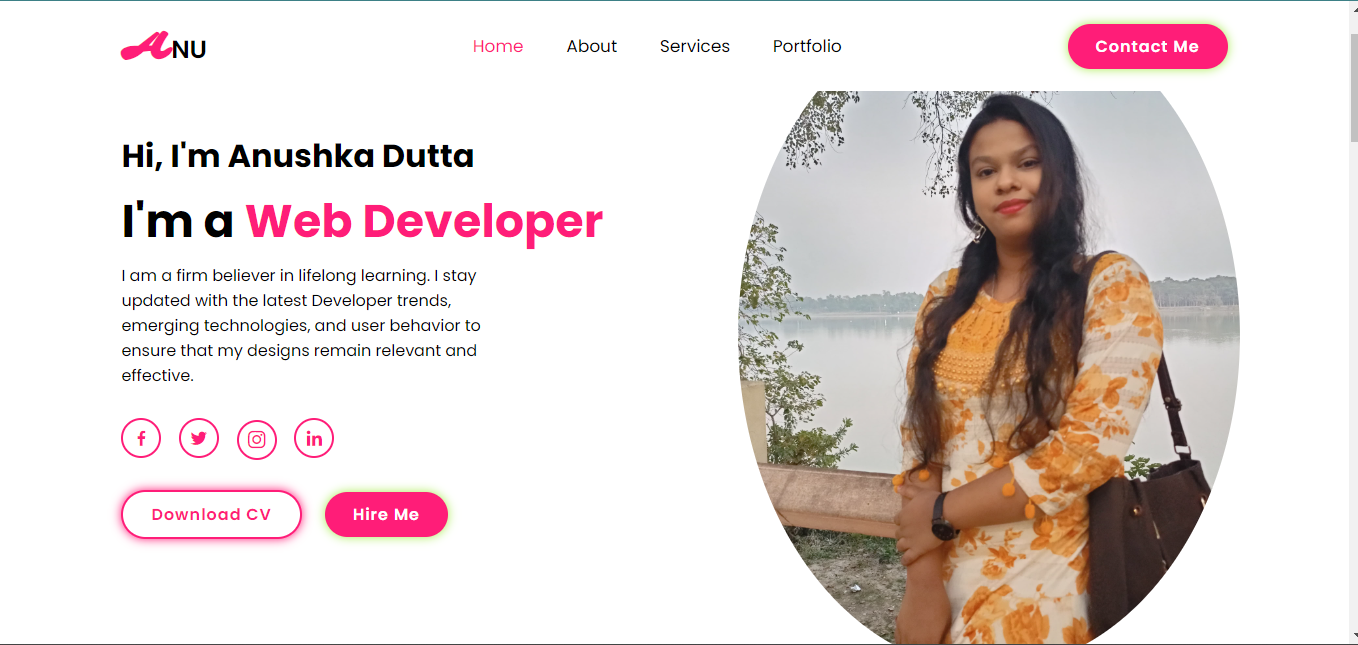 ANU
Home About Services Portfolio
Contact Me
Hi, I'm Anushka Dutta
I'm a Web Developer
I am a firm believer in lifelong learning. I stay
updated with the latest Developer trends,
emerging technologies, and user behavior to
ensure that my designs remain relevant and
effective.
Download CV
Hire Me